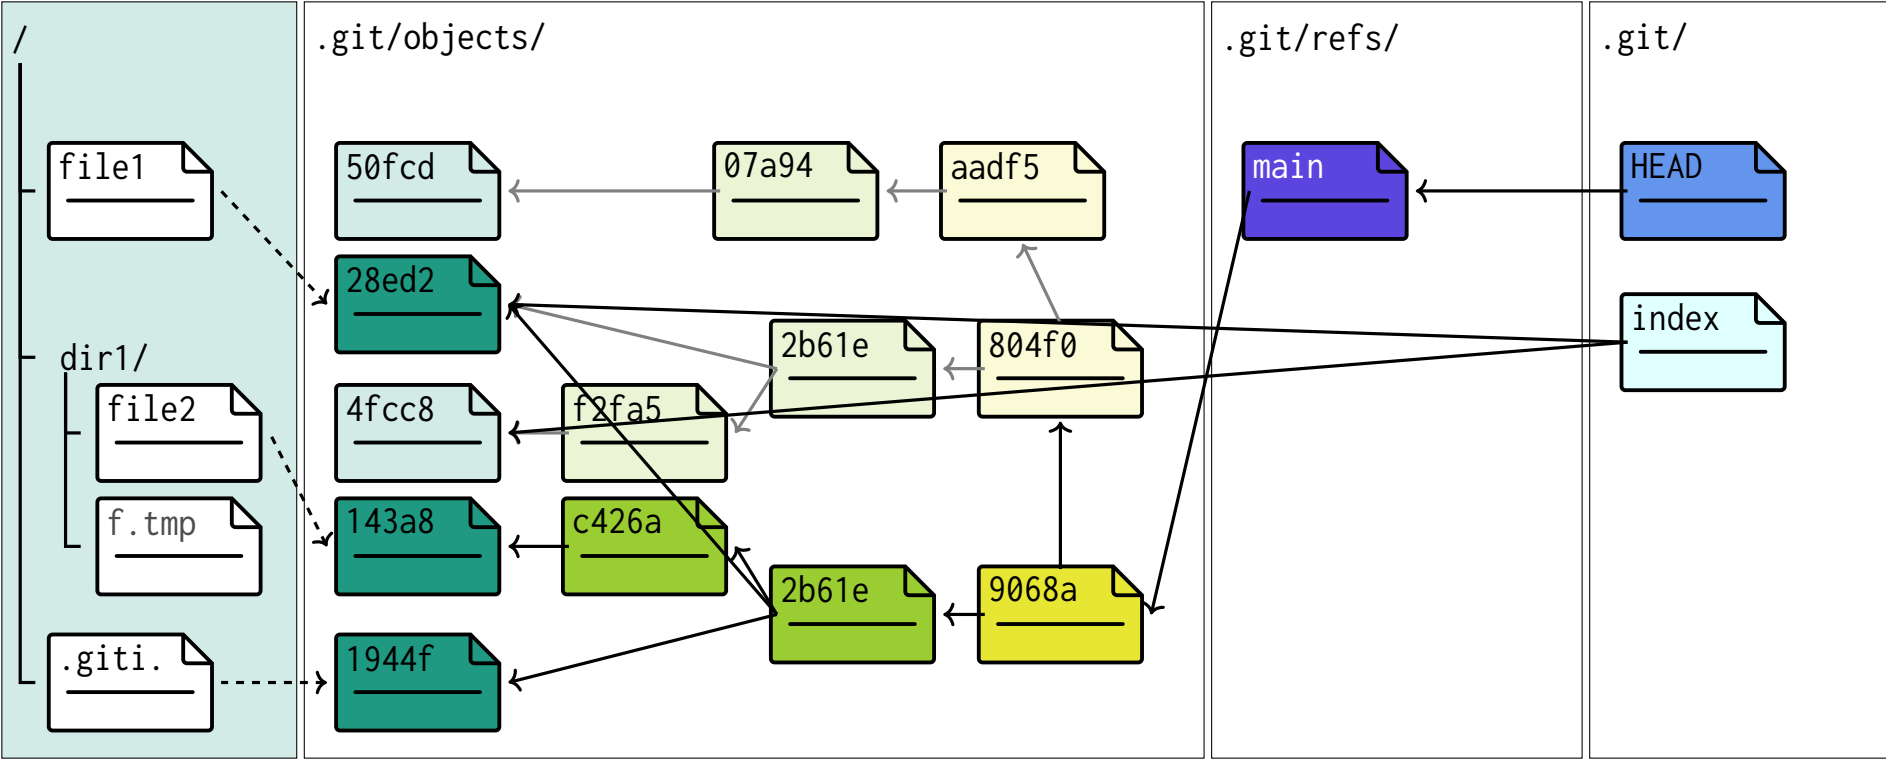 /
.git/objects/
.git/refs/
.git/
file1
50fcd
07a94
aadf5
main
HEAD
28ed2
index
dir1/
2b61e
804f0
file2
4fcc8
f2fa5
f.tmp
143a8
c426a
2b61e
9068a
.giti.
1944f